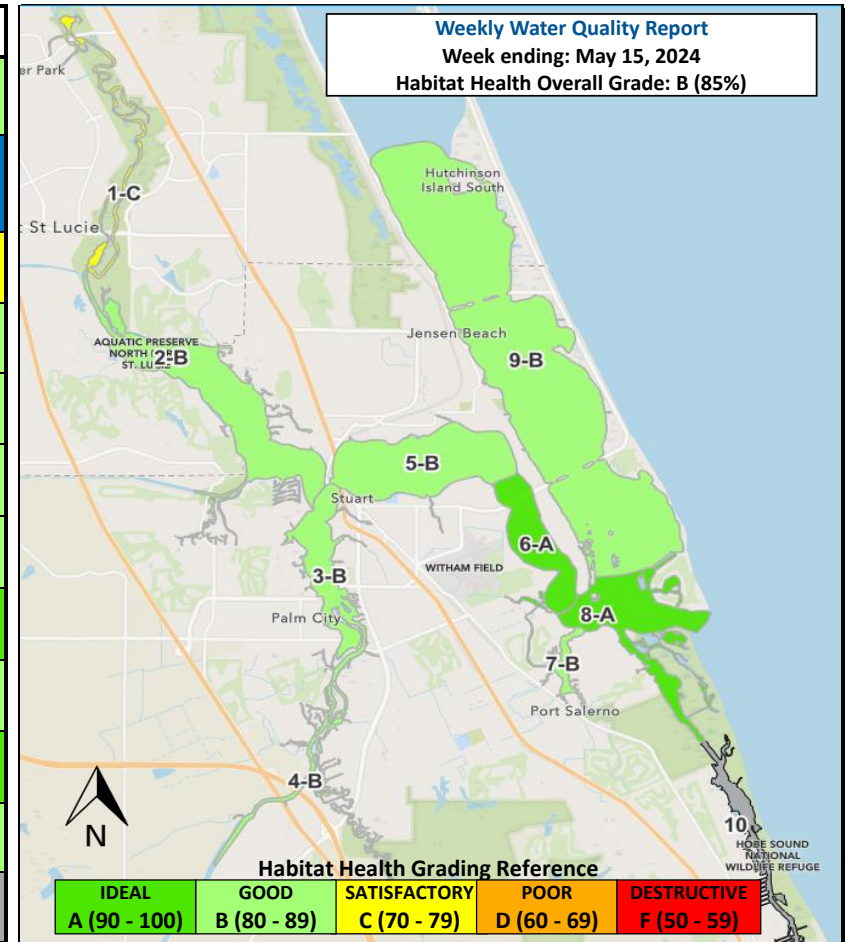 Weekly Water Quality Report
Week ending: May 15, 2024
Habitat Health Overall Grade: B (85%)
er Park
Hutchinson
Island South
1-C
t St Lucie
Jensen Beach
AQUATIC PRESERVE
NORTH
ST.
2-B
9-B
5-B
Stuart
6-A
WITHAM FIELD
3-B
8-A
Palm City
7-B
Port Salerno
4-B
N
10
HOBE SOUND
NATIONAL
WILDLIFE REFUGE
Habitat Health Grading Reference
IDEAL GOOD SATISFACTORY POOR DESTRUCTIVE
A (90 - 100) B (80 - 89) C (70 - 79) D (60 - 69) F (50 - 59)